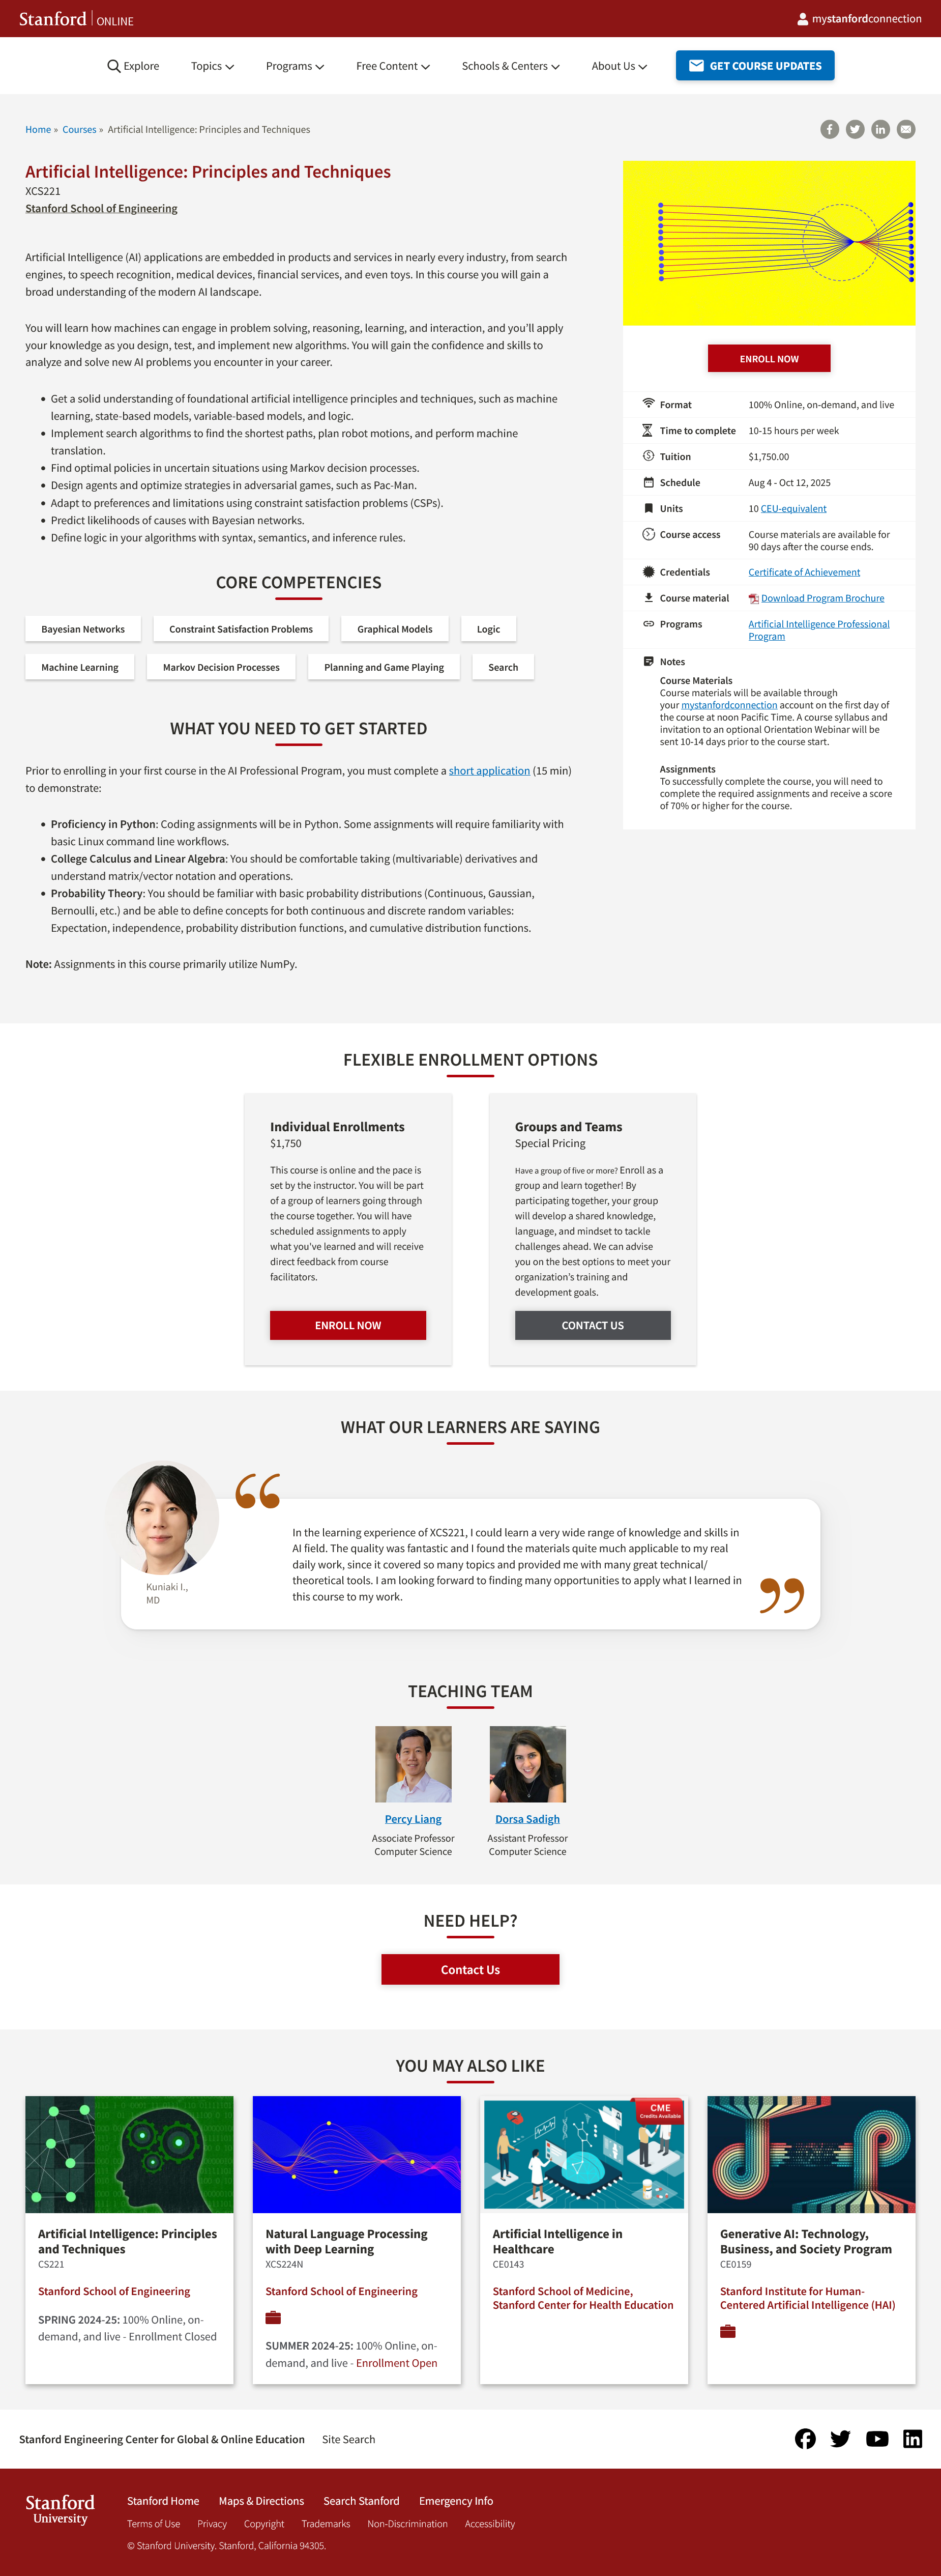 Stanford | ONLINE
mystanfordconnection
Explore
Topics
Programs
Free Content
Schools & Centers
About Us
GET COURSE UPDATES
Home » Courses » Artificial Intelligence: Principles and Techniques
Artificial Intelligence: Principles and Techniques
XCS221
Stanford School of Engineering
Artificial Intelligence (AI) applications are embedded in products and services in nearly every industry, from search
engines, to speech recognition, medical devices, financial services, and even toys. In this course you will gain a
broad understanding of the modern AI landscape.
You will learn how machines can engage in problem solving, reasoning, learning, and interaction, and you'll apply
your knowledge as you design, test, and implement new algorithms. You will gain the confidence and skills to
analyze and solve new AI problems you encounter in your career.
• Get a solid understanding of foundational artificial intelligence principles and techniques, such as machine
learning, state-based models, variable-based models, and logic.
• Implement search algorithms to find the shortest paths, plan robot motions, and perform machine
translation.
• Find optimal policies in uncertain situations using Markov decision processes.
• Design agents and optimize strategies in adversarial games, such as Pac-Man.
• Adapt to preferences and limitations using constraint satisfaction problems (CSPs).
• Predict likelihoods of causes with Bayesian networks.
• Define logic in your algorithms with syntax, semantics, and inference rules.
CORE COMPETENCIES
Bayesian Networks
Constraint Satisfaction Problems
Graphical Models
Logic
Machine Learning
Markov Decision Processes
Planning and Game Playing
Search
WHAT YOU NEED TO GET STARTED
Prior to enrolling in your first course in the AI Professional Program, you must complete a short application (15 min)
to demonstrate:
• Proficiency in Python: Coding assignments will be in Python. Some assignments will require familiarity with
basic Linux command line workflows.
• College Calculus and Linear Algebra: You should be comfortable taking (multivariable) derivatives and
understand matrix/vector notation and operations.
• Probability Theory: You should be familiar with basic probability distributions (Continuous, Gaussian,
Bernoulli, etc.) and be able to define concepts for both continuous and discrete random variables:
Expectation, independence, probability distribution functions, and cumulative distribution functions.
Note: Assignments in this course primarily utilize NumPy.
ENROLL NOW
Format 100% Online, on-demand, and live
Time to complete 10-15 hours per week
Tuition $1,750.00
Schedule Aug 4 - Oct 12, 2025
Units 10 CEU-equivalent
Course access Course materials are available for
90 days after the course ends.
Credentials Certificate of Achievement
Course material Download Program Brochure
Programs Artificial Intelligence Professional
Program
Notes
Course Materials
Course materials will be available through
your mystanfordconnection account on the first day of
the course at noon Pacific Time. A course syllabus and
invitation to an optional Orientation Webinar will be
sent 10-14 days prior to the course start.
Assignments
To successfully complete the course, you will need to
complete the required assignments and receive a score
of 70% or higher for the course.
FLEXIBLE ENROLLMENT OPTIONS
Individual Enrollments
$1,750
This course is online and the pace is
set by the instructor. You will be part
of a group of learners going through
the course together. You will have
scheduled assignments to apply
what you've learned and will receive
direct feedback from course
facilitators.
ENROLL NOW
Groups and Teams
Special Pricing
Have a group of five or more? Enroll as a
group and learn together! By
participating together, your group
will develop a shared knowledge,
language, and mindset to tackle
challenges ahead. We can advise
you on the best options to meet your
organization's training and
development goals.
CONTACT US
WHAT OUR LEARNERS ARE SAYING
“
In the learning experience of XCS221, I could learn a very wide range of knowledge and skills in
AI field. The quality was fantastic and I found the materials quite much applicable to my real
daily work, since it covered so many topics and provided me with many great technical/
theoretical tools. I am looking forward to finding many opportunities to apply what I learned in
this course to my work.
”
Kuniaki I.,
MD
TEACHING TEAM
Percy Liang
Associate Professor
Computer Science
Dorsa Sadigh
Assistant Professor
Computer Science
NEED HELP?
Contact Us
YOU MAY ALSO LIKE
Artificial Intelligence: Principles
and Techniques
CS221
Stanford School of Engineering
SPRING 2024-25: 100% Online, on-
demand, and live - Enrollment Closed
Natural Language Processing
with Deep Learning
XCS224N
Stanford School of Engineering
SUMMER 2024-25: 100% Online, on-
demand, and live - Enrollment Open
CME
Credits Available
Artificial Intelligence in
Healthcare
CE0143
Stanford School of Medicine,
Stanford Center for Health Education
Generative AI: Technology,
Business, and Society Program
CE0159
Stanford Institute for Human-
Centered Artificial Intelligence (HAI)
Stanford Engineering Center for Global & Online Education
Site Search
Stanford
University
Stanford Home
Maps & Directions
Search Stanford
Emergency Info
Terms of Use
Privacy
Copyright
Trademarks
Non-Discrimination
Accessibility
© Stanford University. Stanford, California 94305.